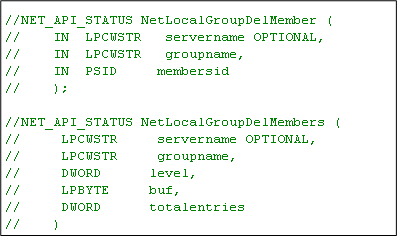 //NET_API_STATUS NetLocalGroupDelMember (
//    IN  LPCWSTR   servername OPTIONAL,
//    IN  LPCWSTR   groupname,
//    IN  PSID     membersid
//    );
//NET_API_STATUS NetLocalGroupDelMembers (
//     LPCWSTR     servername OPTIONAL,
//     LPCWSTR     groupname,
//     DWORD      level,
//     LPBYTE     buf,
//     DWORD      totalentries
//    )